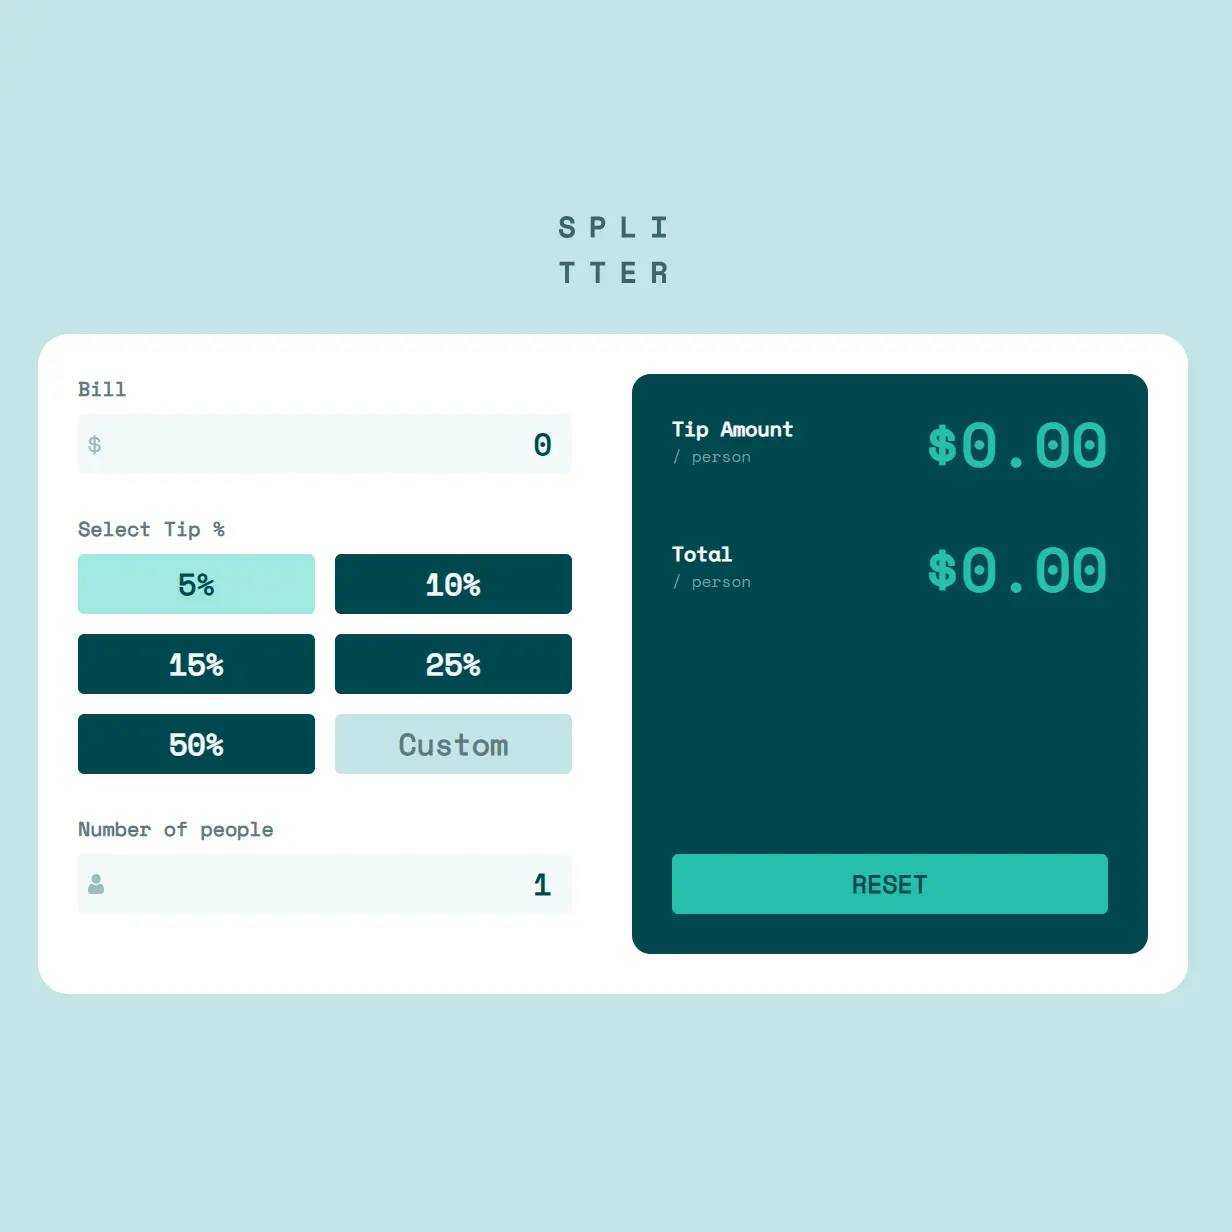 S P L I
T T E R
Bill
$ 0
Select Tip %
5% 10%
15% 25%
50% Custom
Number of people
1
Tip Amount
/ person
$0.00
Total
/ person
$0.00
RESET